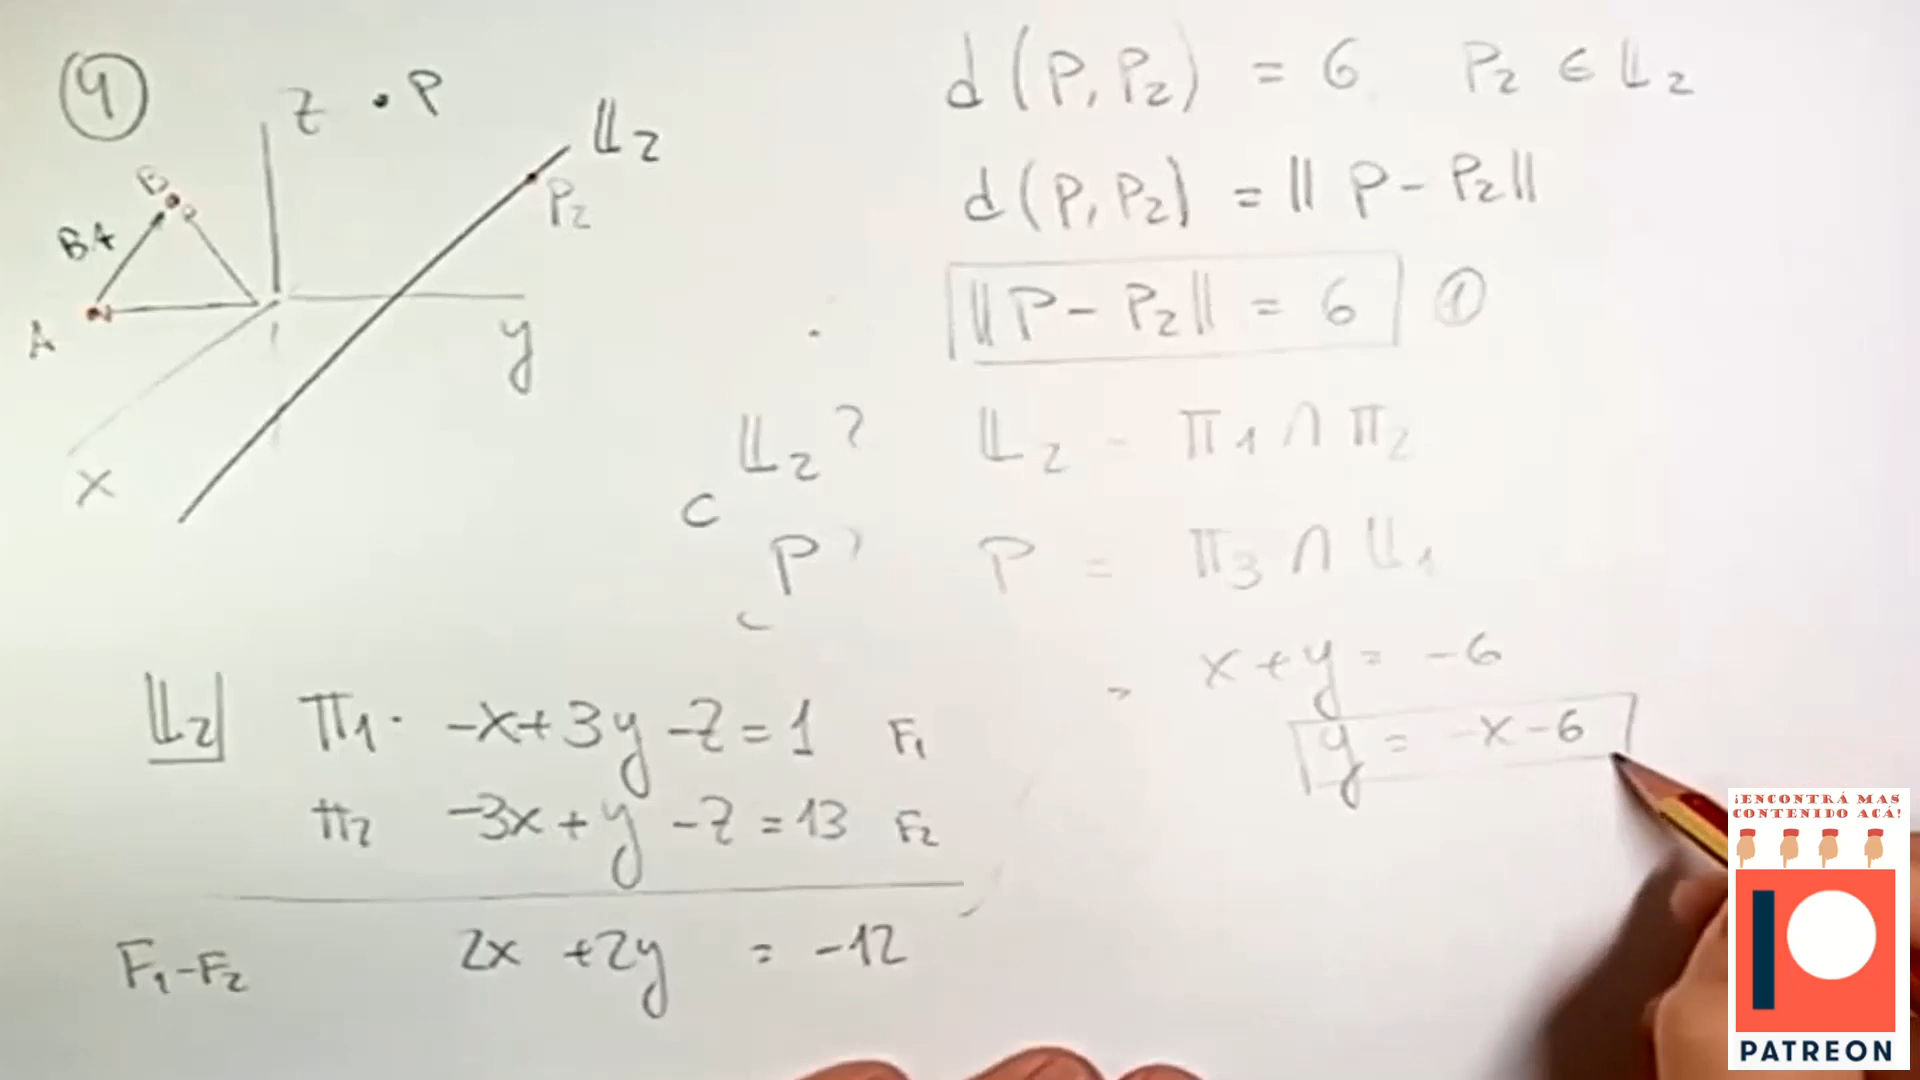 4
Z
• P
𝕃2
B
P2
BA
A
y
x
d(P, P2) = 6 P2 ∈ 𝕃2
d(P, P2) = || P - P2 ||
|| P - P2 || = 6 1
𝕃2? 𝕃2 = π1 ∩ π2
C
P? P = π3 ∩ 𝕃1
𝕃2 π1. -x+3y-z=1 F1
π2 -3x+y-z=13 F2
F1-F2 2x+2y = -12
x+y = -6
y = -x-6
¡ENCONTRÁ MAS
CONTENIDO ACÁ!
PATREON